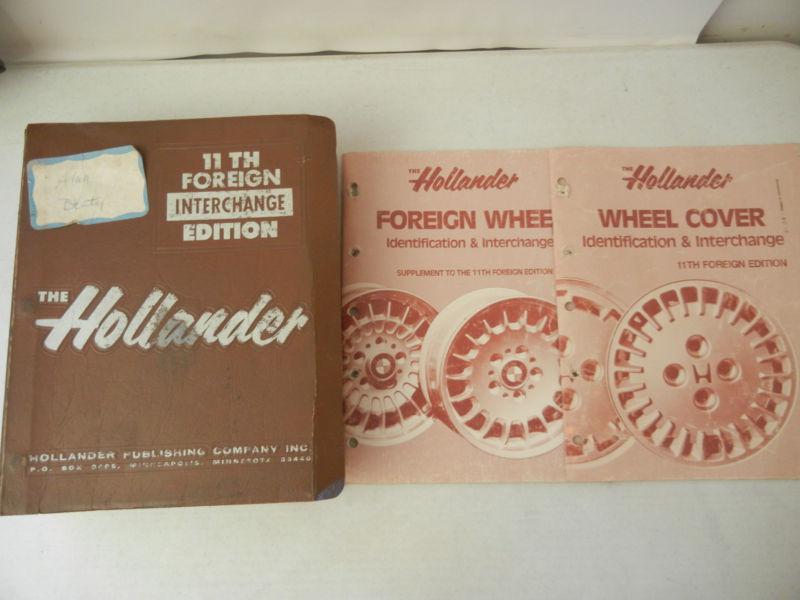 11 TH
FOREIGN
INTERCHANGE
EDITION
THE
Hollander
HOLLANDER PUBLISHING COMPANY INC.
P.O. BOX MINNEAPOLIS, MINNESOTA
THE
Hollander
FOREIGN WHEE
Identification & Interchange
SUPPLEMENT TO THE 11TH FOREIGN EDITION
THE
Hollander
WHEEL COVER
Identification & Interchange
11TH FOREIGN EDITION